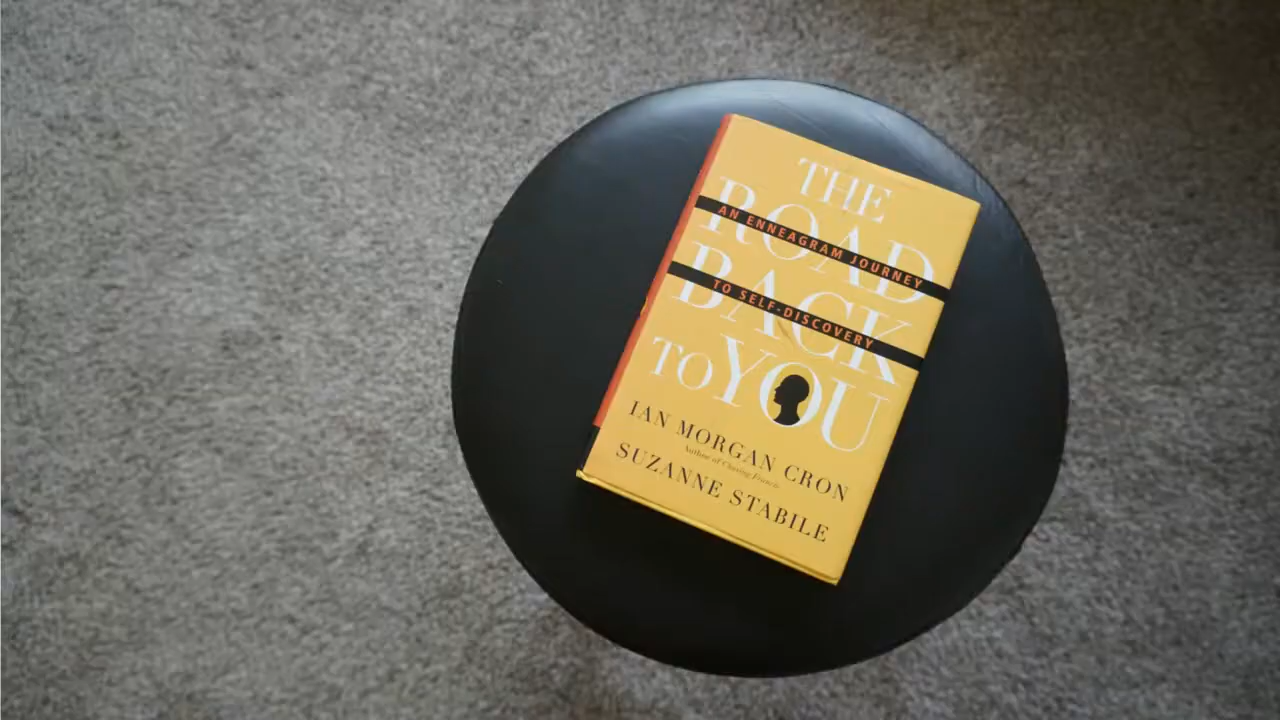 THE
ROAD
AN ENNEAGRAM JOURNEY
BACK
TO SELF-DISCOVERY
TO YOU
IAN MORGAN CRON
Author of Chasing Francis
SUZANNE STABILE